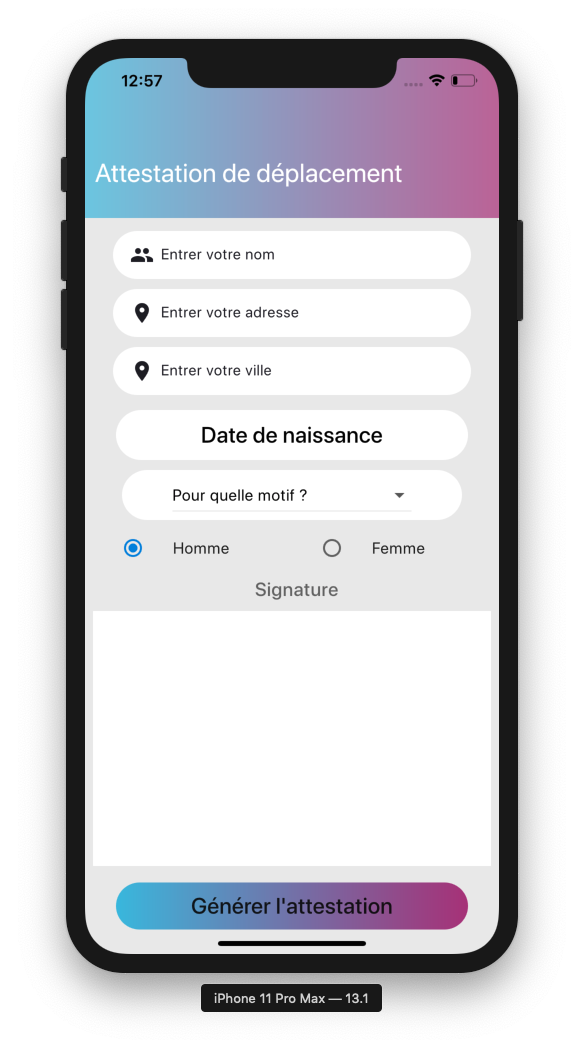 12:57
Attestation de déplacement
Entrer votre nom
Entrer votre adresse
Entrer votre ville
Date de naissance
Pour quelle motif ?
Homme Femme
Signature
Générer l'attestation
iPhone 11 Pro Max — 13.1